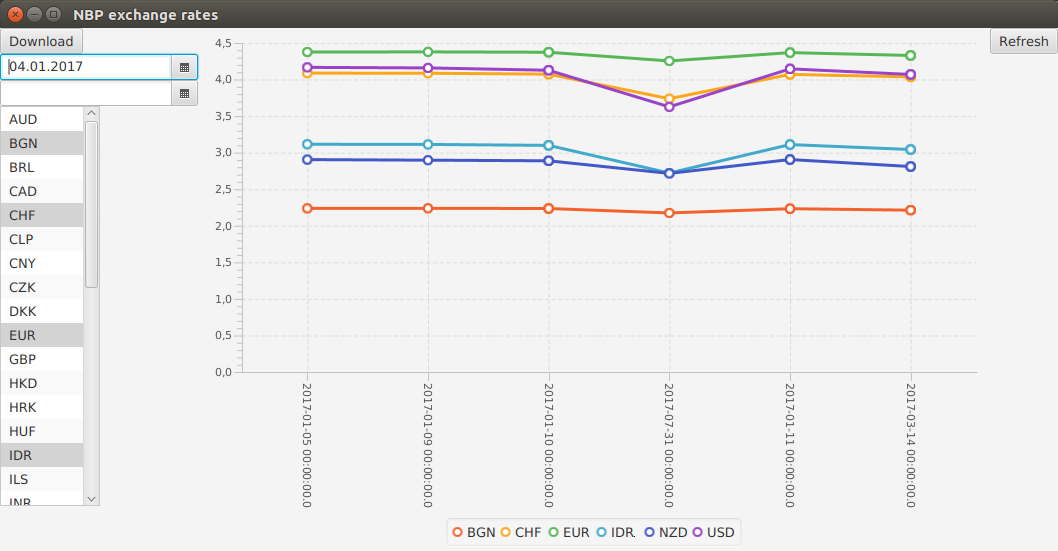 NBP exchange rates
Download
04.01.2017
AUD
BGN
BRL
CAD
CHF
CLP
CNY
CZK
DKK
EUR
GBP
HKD
HRK
HUF
IDR
ILS
INR
4,5
4,0
3,5
3,0
2,5
2,0
1,5
1,0
0,5
0,0
2017-01-05 00:00:00.0
2017-01-09 00:00:00.0
2017-01-10 00:00:00.0
2017-07-31 00:00:00.0
2017-01-11 00:00:00.0
2017-03-14 00:00:00.0
BGN CHF EUR IDR NZD USD
Refresh